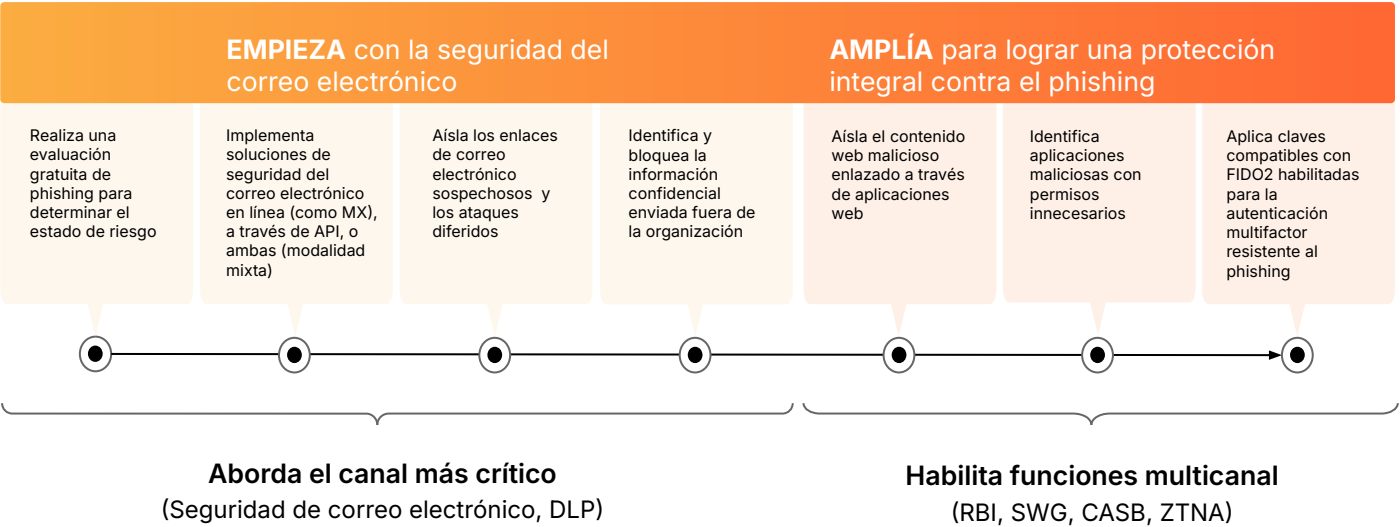 EMPIEZA con la seguridad del
correo electrónico
AMPLÍA para lograr una protección
integral contra el phishing
Realiza una
evaluación
gratuita de
phishing para
determinar el
estado de riesgo
Implementa
soluciones de
seguridad del
correo electrónico
en línea (como MX),
a través de API, o
ambas (modalidad
mixta)
Aísla los enlaces
de correo
electrónico
sospechosos y
los ataques
diferidos
Identifica y
bloquea la
información
confidencial
enviada fuera de
la organización
Aísla el contenido
web malicioso
enlazado a través
de aplicaciones
web
Identifica
aplicaciones
maliciosas con
permisos
innecesarios
Aplica claves
compatibles con
FIDO2 habilitadas
para la
autenticación
multifactor
resistente al
phishing
Aborda el canal más crítico
(Seguridad de correo electrónico, DLP)
Habilita funciones multicanal
(RBI, SWG, CASB, ZTNA)